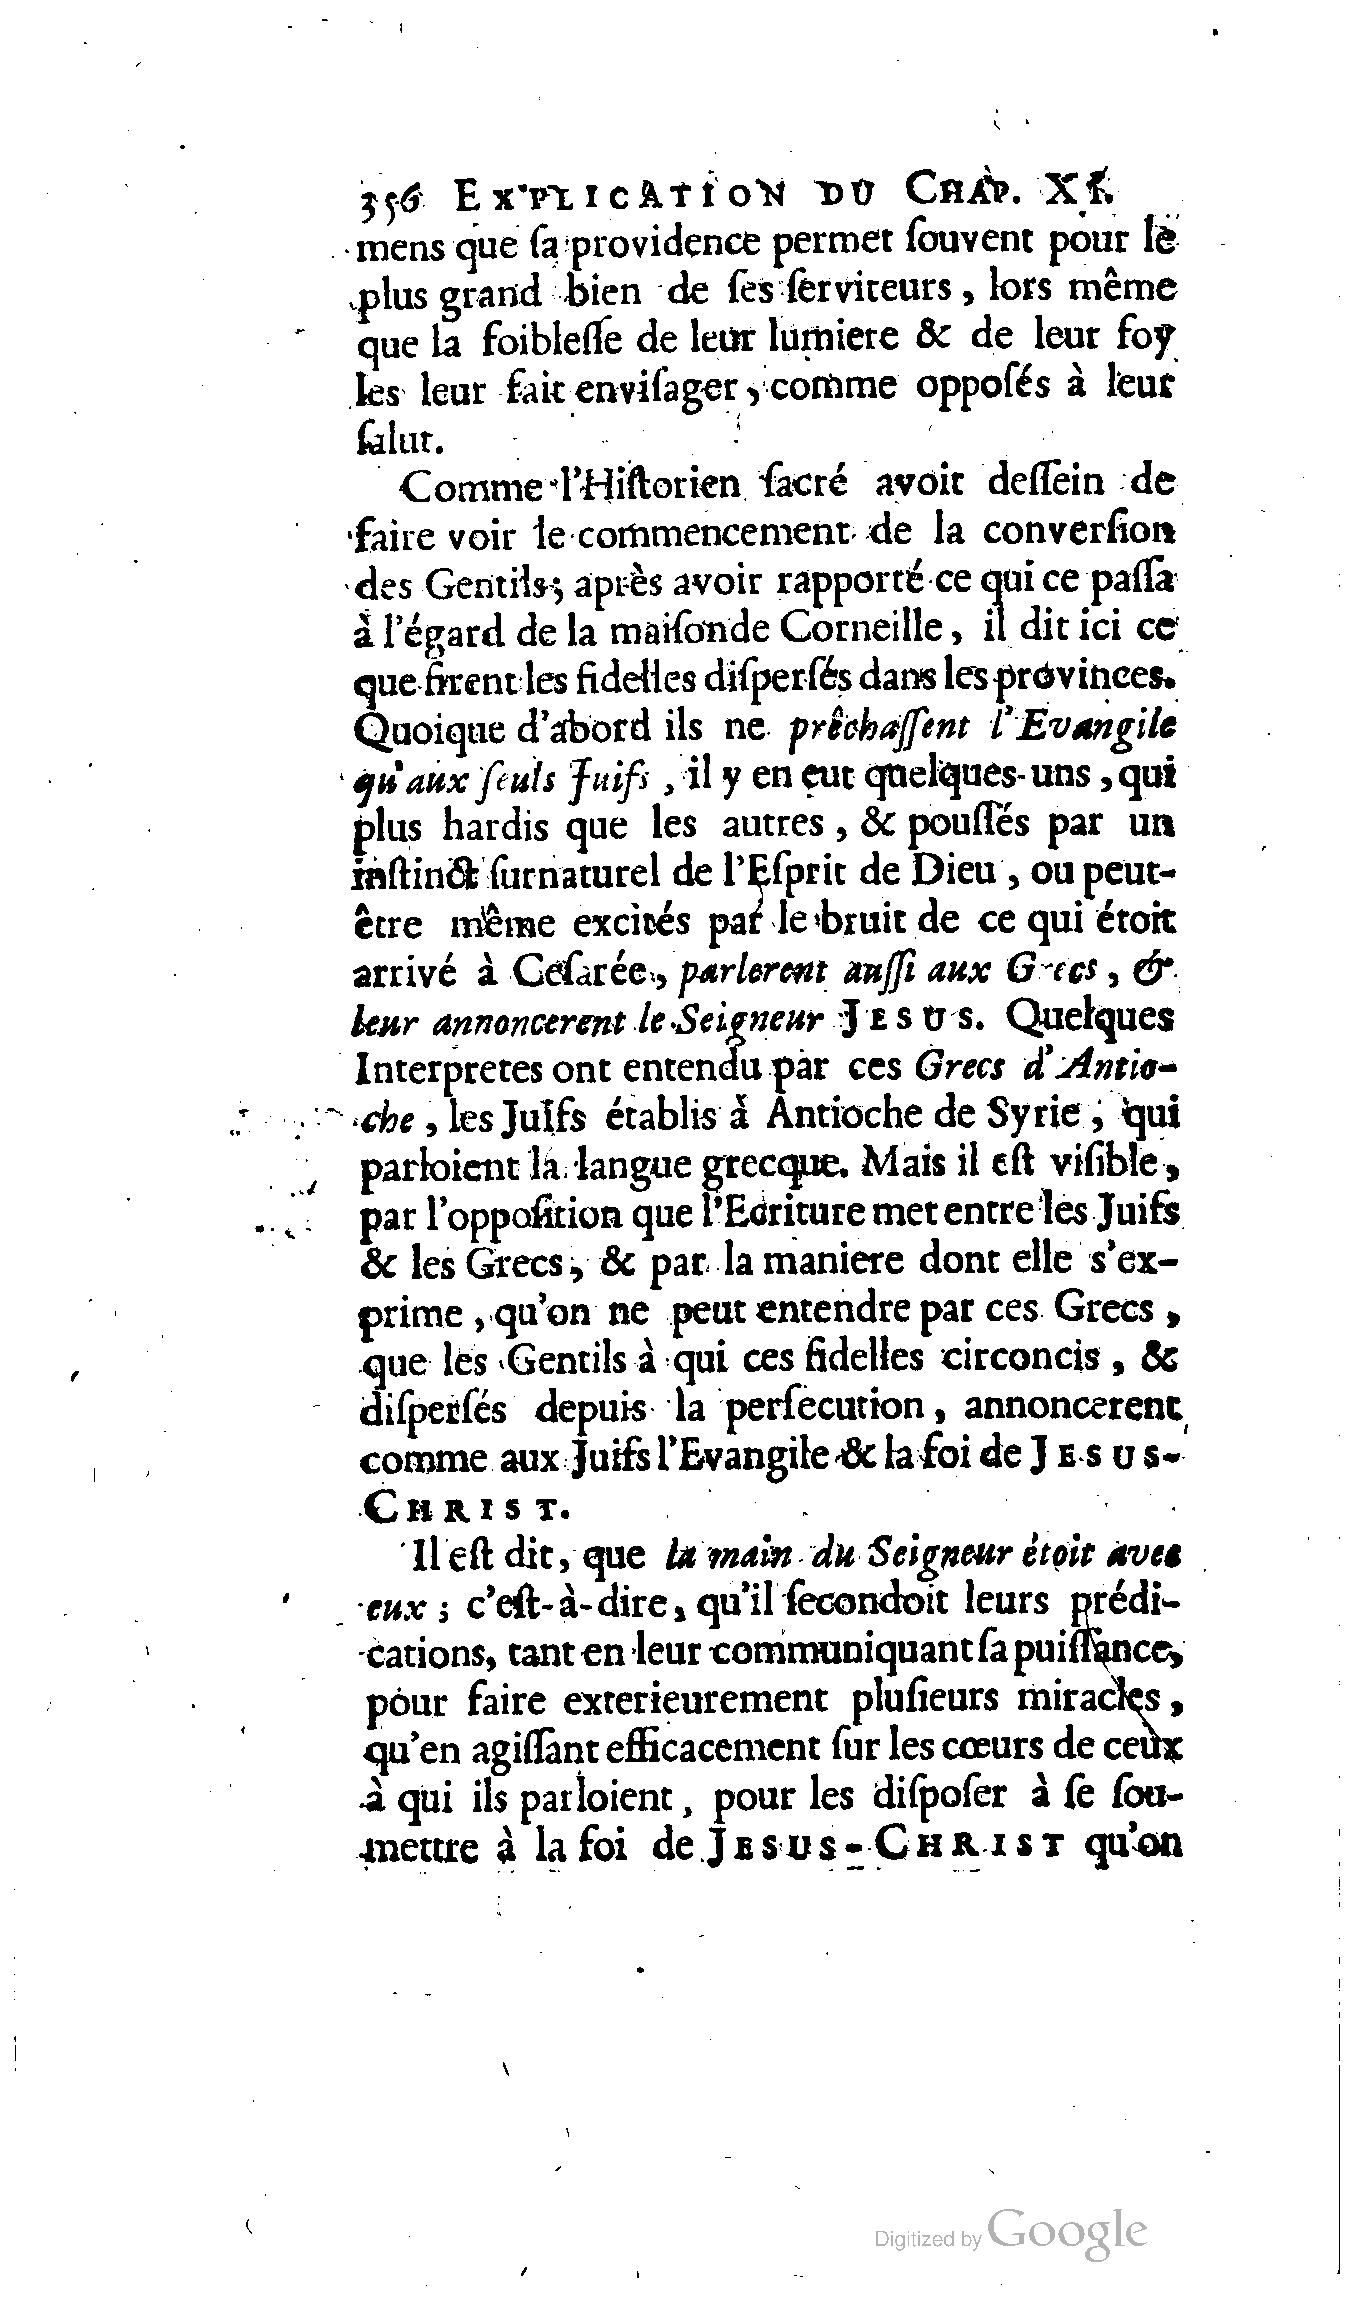 356 EXPLICATION DU CHAP. XI.
mens que ſa providence permet ſouvent pour le
plus grand bien de ſes ſerviteurs, lors même
que la foibleſſe de leur lumiere & de leur foy
les leur fait enviſager, comme oppoſés à leur
ſalut.
Comme l'Hiſtorien ſacré avoit deſſein de
faire voir le commencement de la converſion
des Gentils; après avoir rapporté ce qui ce paſſa
à l'égard de la maiſonde Corneille, il dit ici ce
que firent les fidelles diſperſés dans les provinces.
Quoique d'abord ils ne prêchaſſent l'Evangile
qu'aux ſeuls Juifs, il y en eut quelques-uns, qui
plus hardis que les autres, & pouſſés par un
inſtinct ſurnaturel de l'Eſprit de Dieu, ou peut-
être même excités par le bruit de ce qui étoit
arrivé à Ceſarée, parlerent auſſi aux Grecs, &
leur annoncerent le Seigneur JESUS. Quelques
Interpretes ont entendu par ces Grecs d'Antio-
che, les Juifs établis à Antioche de Syrie, qui
parloient la langue grecque. Mais il eſt viſible,
par l'oppoſition que l'Ecriture met entre les Juifs
& les Grecs, & par la maniere dont elle s'ex-
prime, qu'on ne peut entendre par ces Grecs,
que les Gentils à qui ces fidelles circoncis, &
diſperſés depuis la perſecution, annoncerent
comme aux Juifs l'Evangile & la foi de JESUS-
CHRIST.
Il eſt dit, que la main du Seigneur étoit avec
eux; c'eſt-à-dire, qu'il ſecondoit leurs prédi-
cations, tant en leur communiquant ſa puiſſance,
pour faire exterieurement pluſieurs miracles,
qu'en agiſſant efficacement ſur les cœurs de ceux
à qui ils parloient, pour les diſpoſer à ſe ſou-
mettre à la foi de JESUS-CHRIST qu'on
Digitized by Google